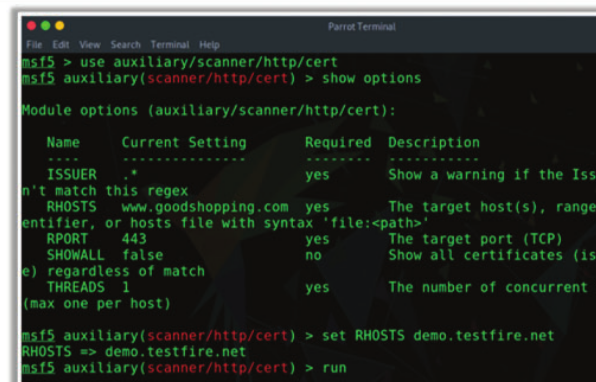 Parrot Terminal
File Edit View Search Terminal Help
msf5 > use auxiliary/scanner/http/cert
msf5 auxiliary(scanner/http/cert) > show options
Module options (auxiliary/scanner/http/cert):
Name Current Setting Required Description
---- --------------- -------- -----------
ISSUER .* yes Show a warning if the Iss
n't match this regex
RHOSTS www.goodshopping.com yes The target host(s), range
entifier, or hosts file with syntax 'file:<path>'
RPORT 443 yes The target port (TCP)
SHOWALL false no Show all certificates (is
e) regardless of match
THREADS 1 yes The number of concurrent
(max one per host)
msf5 auxiliary(scanner/http/cert) > set RHOSTS demo.testfire.net
RHOSTS => demo.testfire.net
msf5 auxiliary(scanner/http/cert) > run